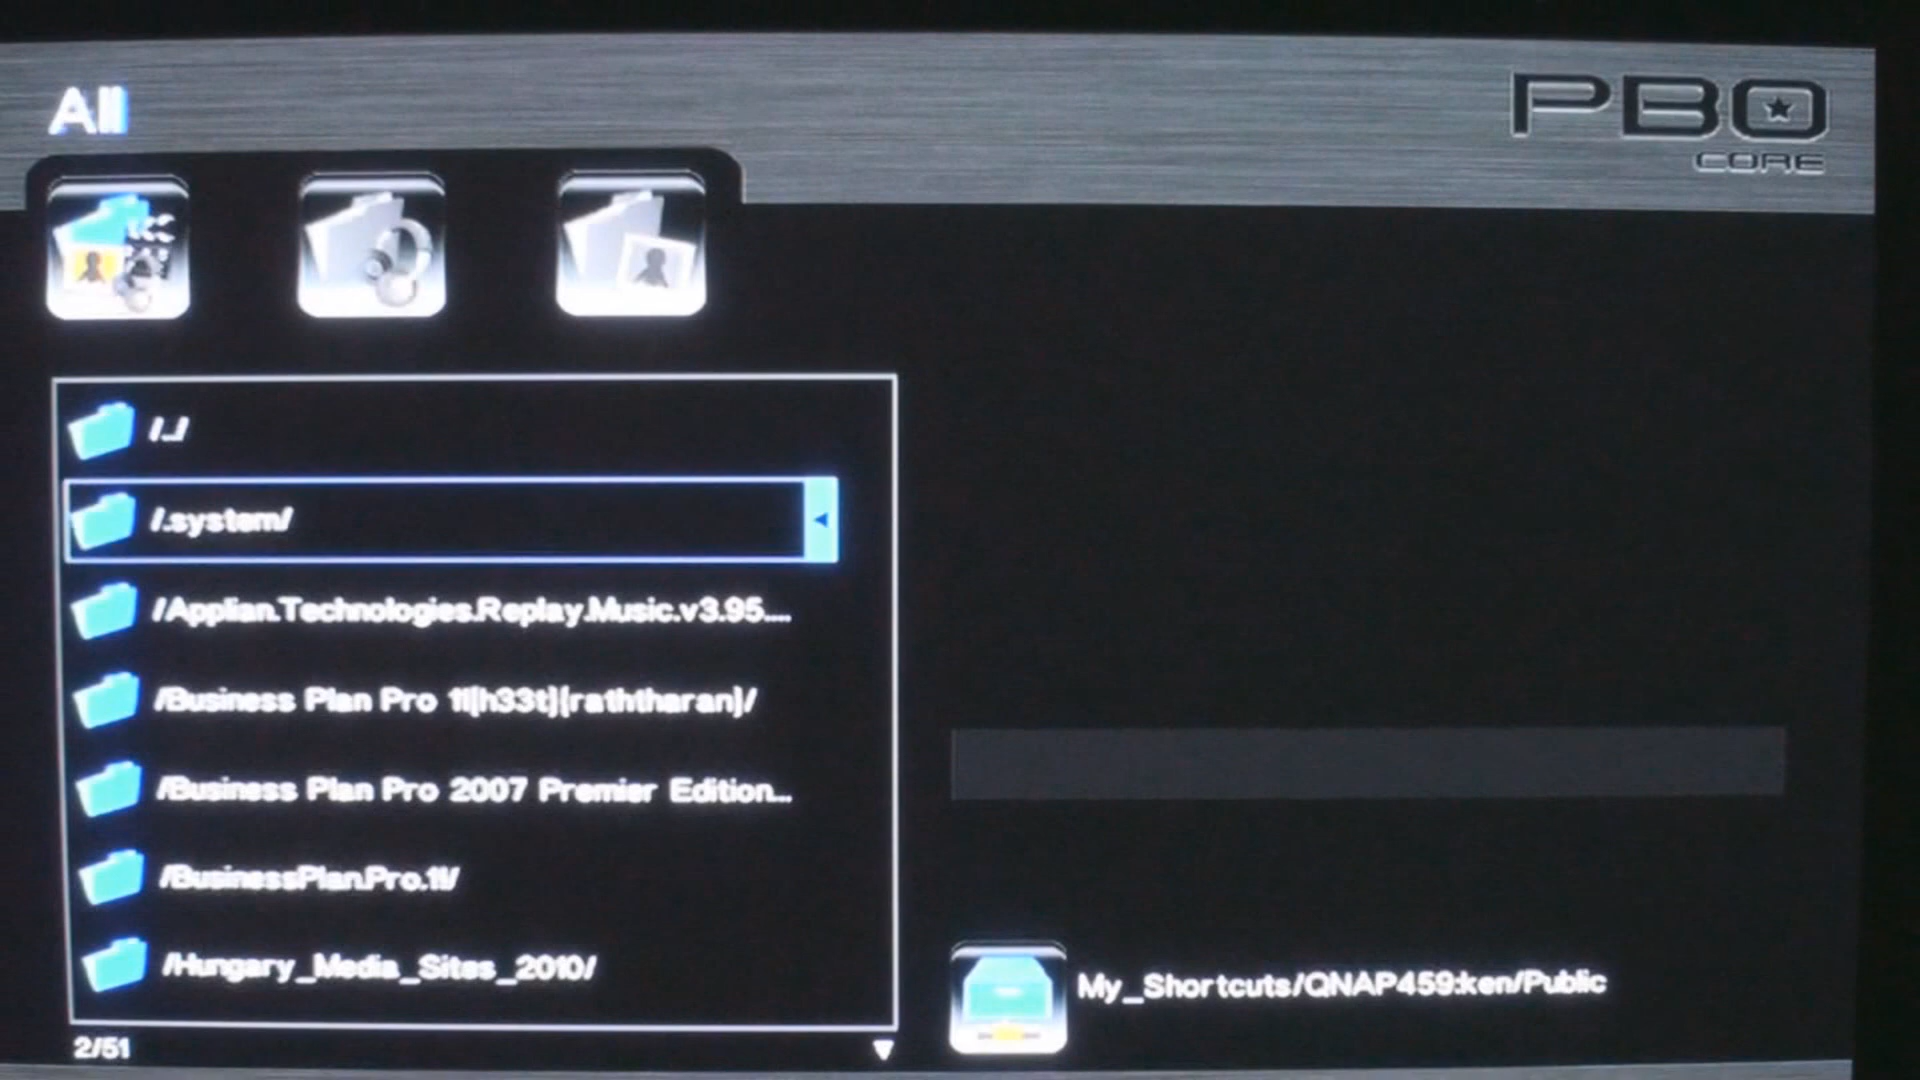 All
PBO
CORE
/../
/.system/
/Applian.Technologies.Replay.Music.v3.95....
/Business Plan Pro 11[h33t][raththaran]/
/Business Plan Pro 2007 Premier Edition...
/BusinessPlan.Pro.11/
/Hungary_Media_Sites_2010/
2/51
My_Shortcuts/QNAP459:ken/Public